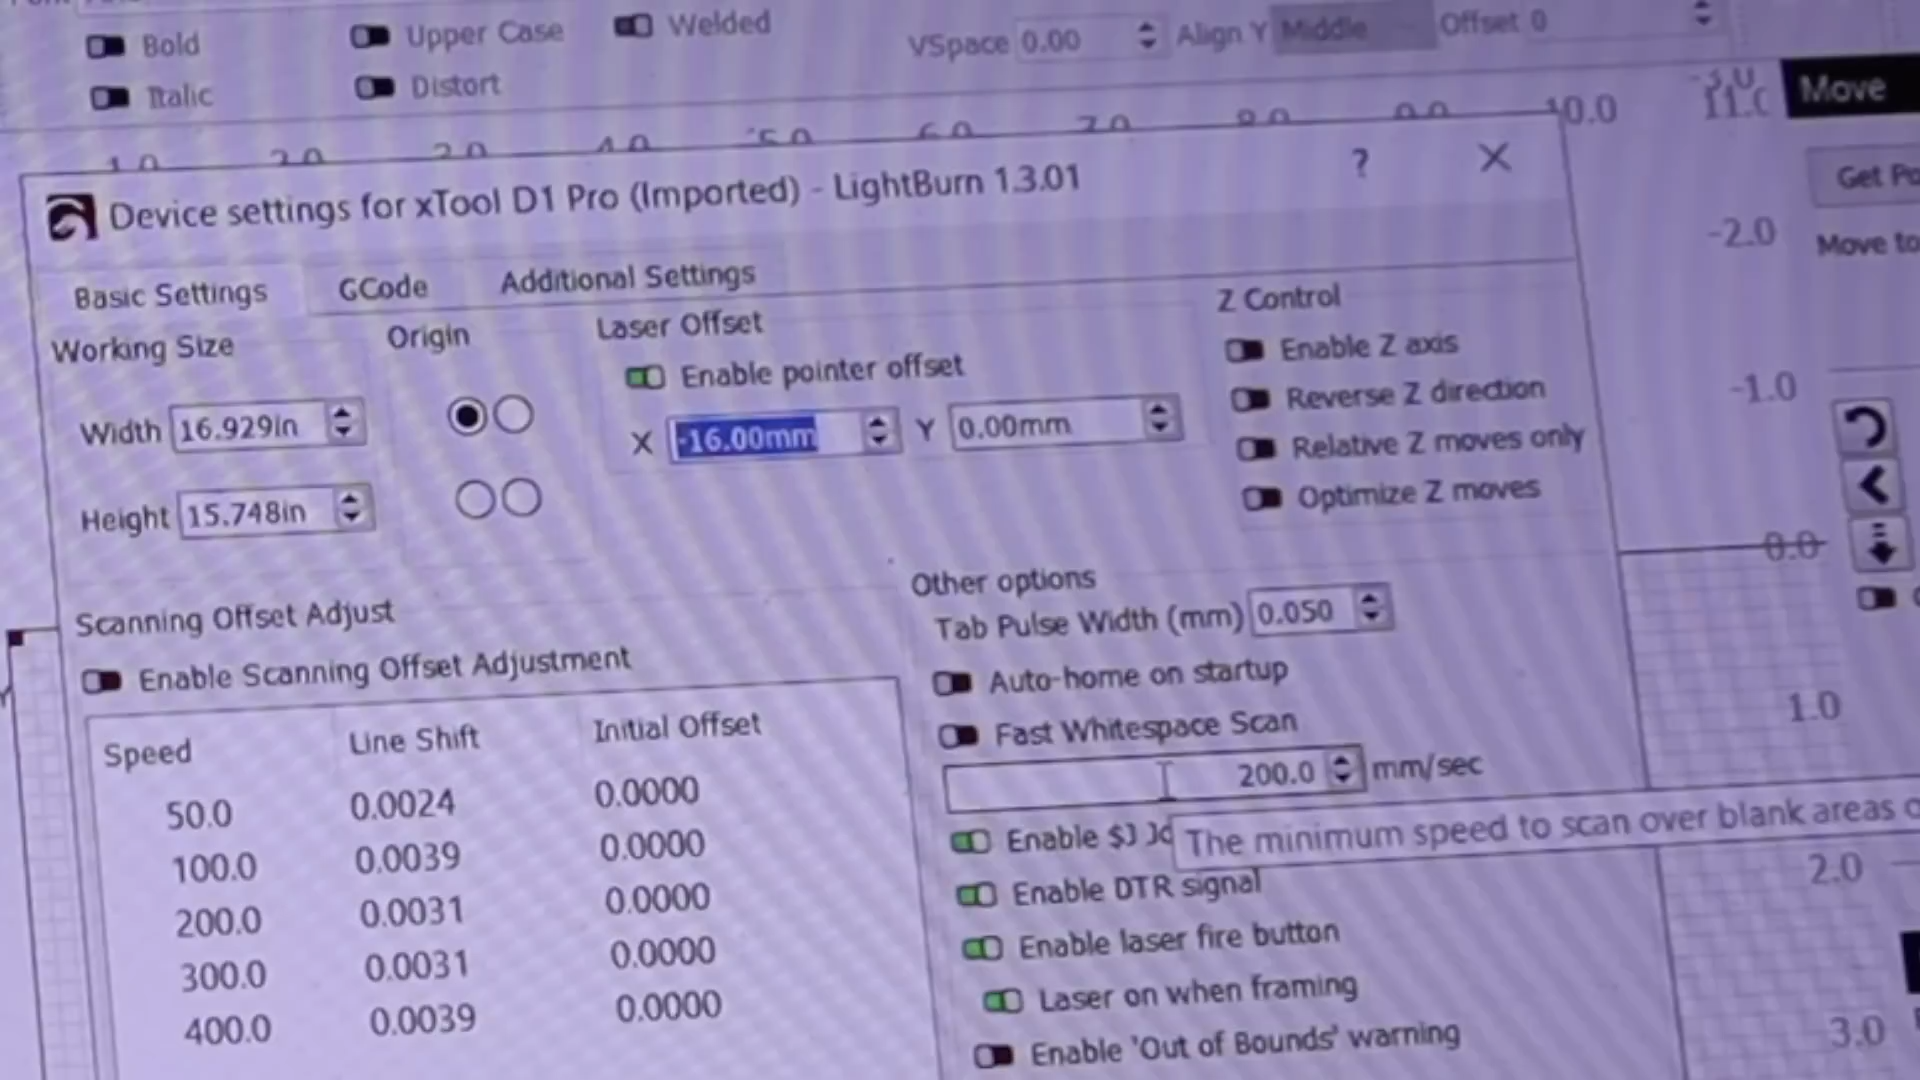 Bold
Upper Case
Welded
VSpace 0.00
Align Y Middle
Offset 0
Italic
Distort
10.0
11.0
Move
Device settings for xTool D1 Pro (Imported) - LightBurn 1.3.01
?
Get Po
-2.0
Move to
Basic Settings
GCode
Additional Settings
Working Size
Origin
Laser Offset
Z Control
Enable pointer offset
Enable Z axis
-1.0
Reverse Z direction
Width 16.929in
X -16.00mm
Y 0.00mm
Relative Z moves only
Height 15.748in
Optimize Z moves
0.0
Other options
Scanning Offset Adjust
Tab Pulse Width (mm) 0.050
Enable Scanning Offset Adjustment
Auto-home on startup
1.0
Speed Line Shift Initial Offset
Fast Whitespace Scan
200.0 mm/sec
50.0 0.0024 0.0000
Enable $J Jo
The minimum speed to scan over blank areas o
100.0 0.0039 0.0000
2.0
Enable DTR signal
200.0 0.0031 0.0000
Enable laser fire button
300.0 0.0031 0.0000
Laser on when framing
400.0 0.0039 0.0000
Enable 'Out of Bounds' warning
3.0